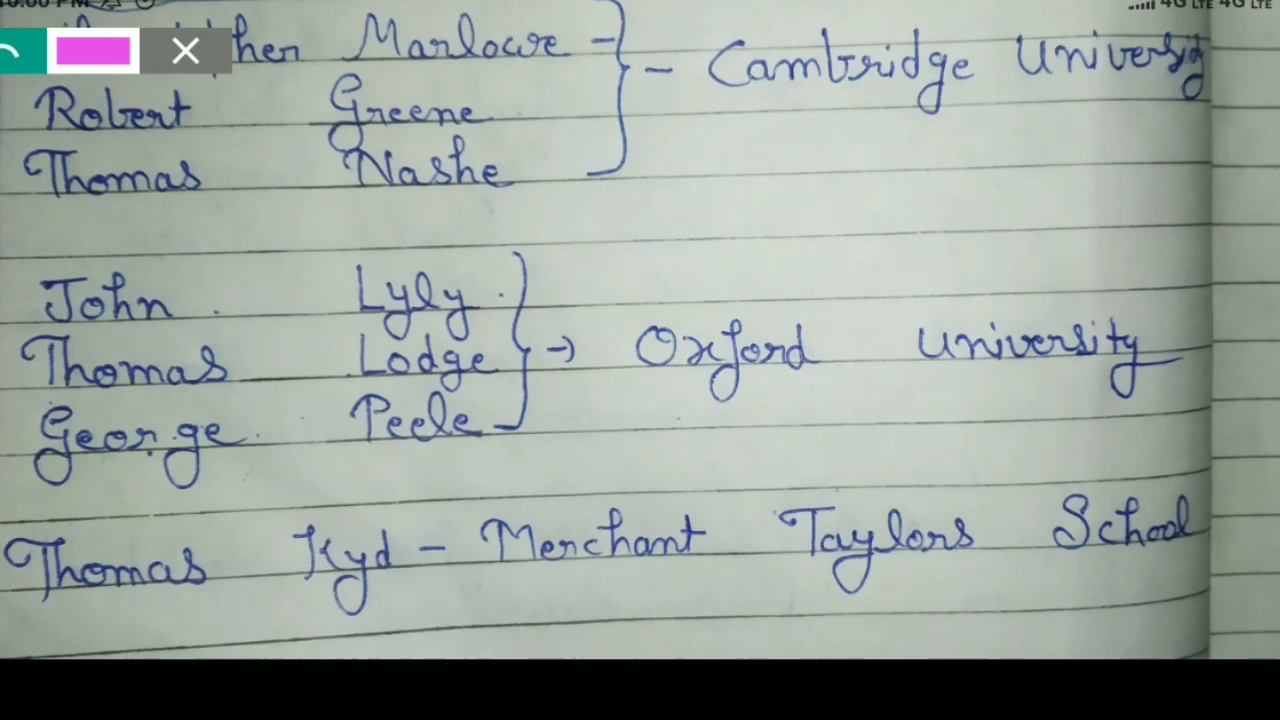 Marlowe - } - Cambridge University
Robert Greene
Thomas Nashe
John Lyly
Thomas Lodge } → Oxford University
George Peele
Thomas Kyd - Merchant Taylors School